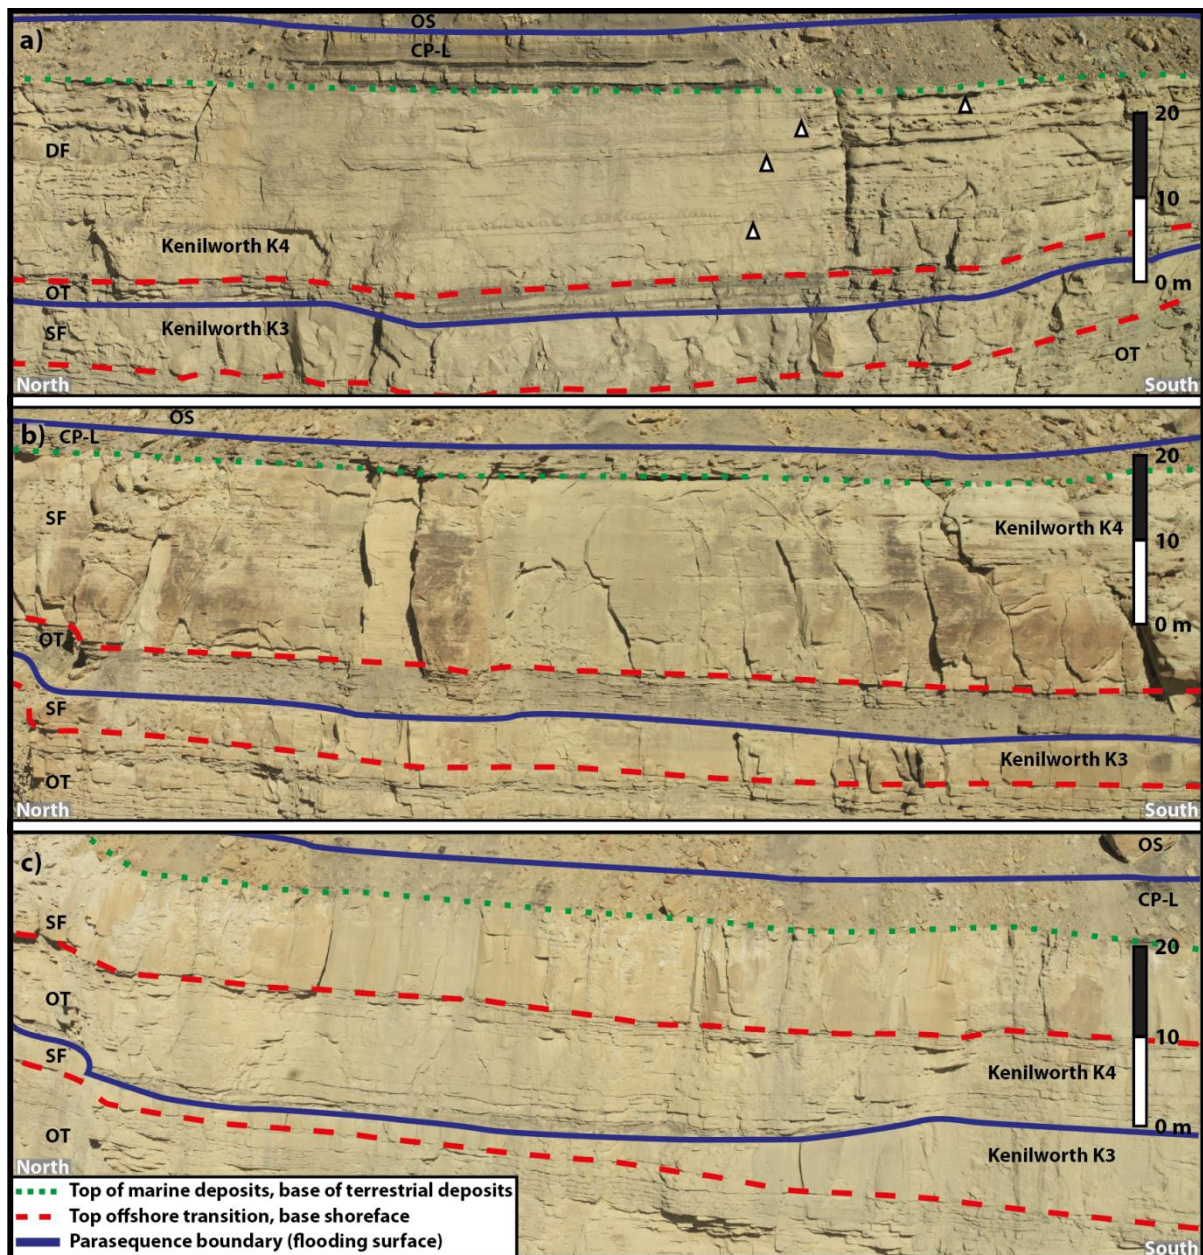 a)
OS
CP-L
DF
20
10
0 m
Kenilworth K4
OT
Kenilworth K3
SF
OT
North
South
b)
OS
CP-L
20
SF
Kenilworth K4
10
0 m
OT
SF
Kenilworth K3
OT
North
South
c)
OS
CP-L
SF
20
OT
10
SF
Kenilworth K4
0 m
OT
Kenilworth K3
North
Top of marine deposits, base of terrestrial deposits
Top offshore transition, base shoreface
Parasequence boundary (flooding surface)
South